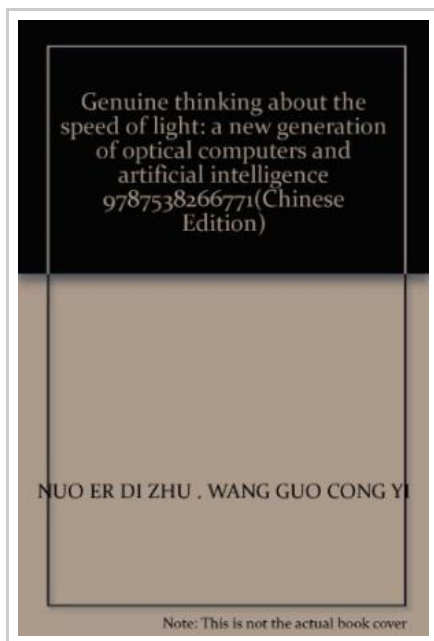 Genuine thinking about the
speed of light: a new generation
of optical computers and
artificial intelligence
9787538266771(Chinese
Edition)
NUO ER DI ZHU . WANG GUO CONG YI
Note: This is not the actual book cover